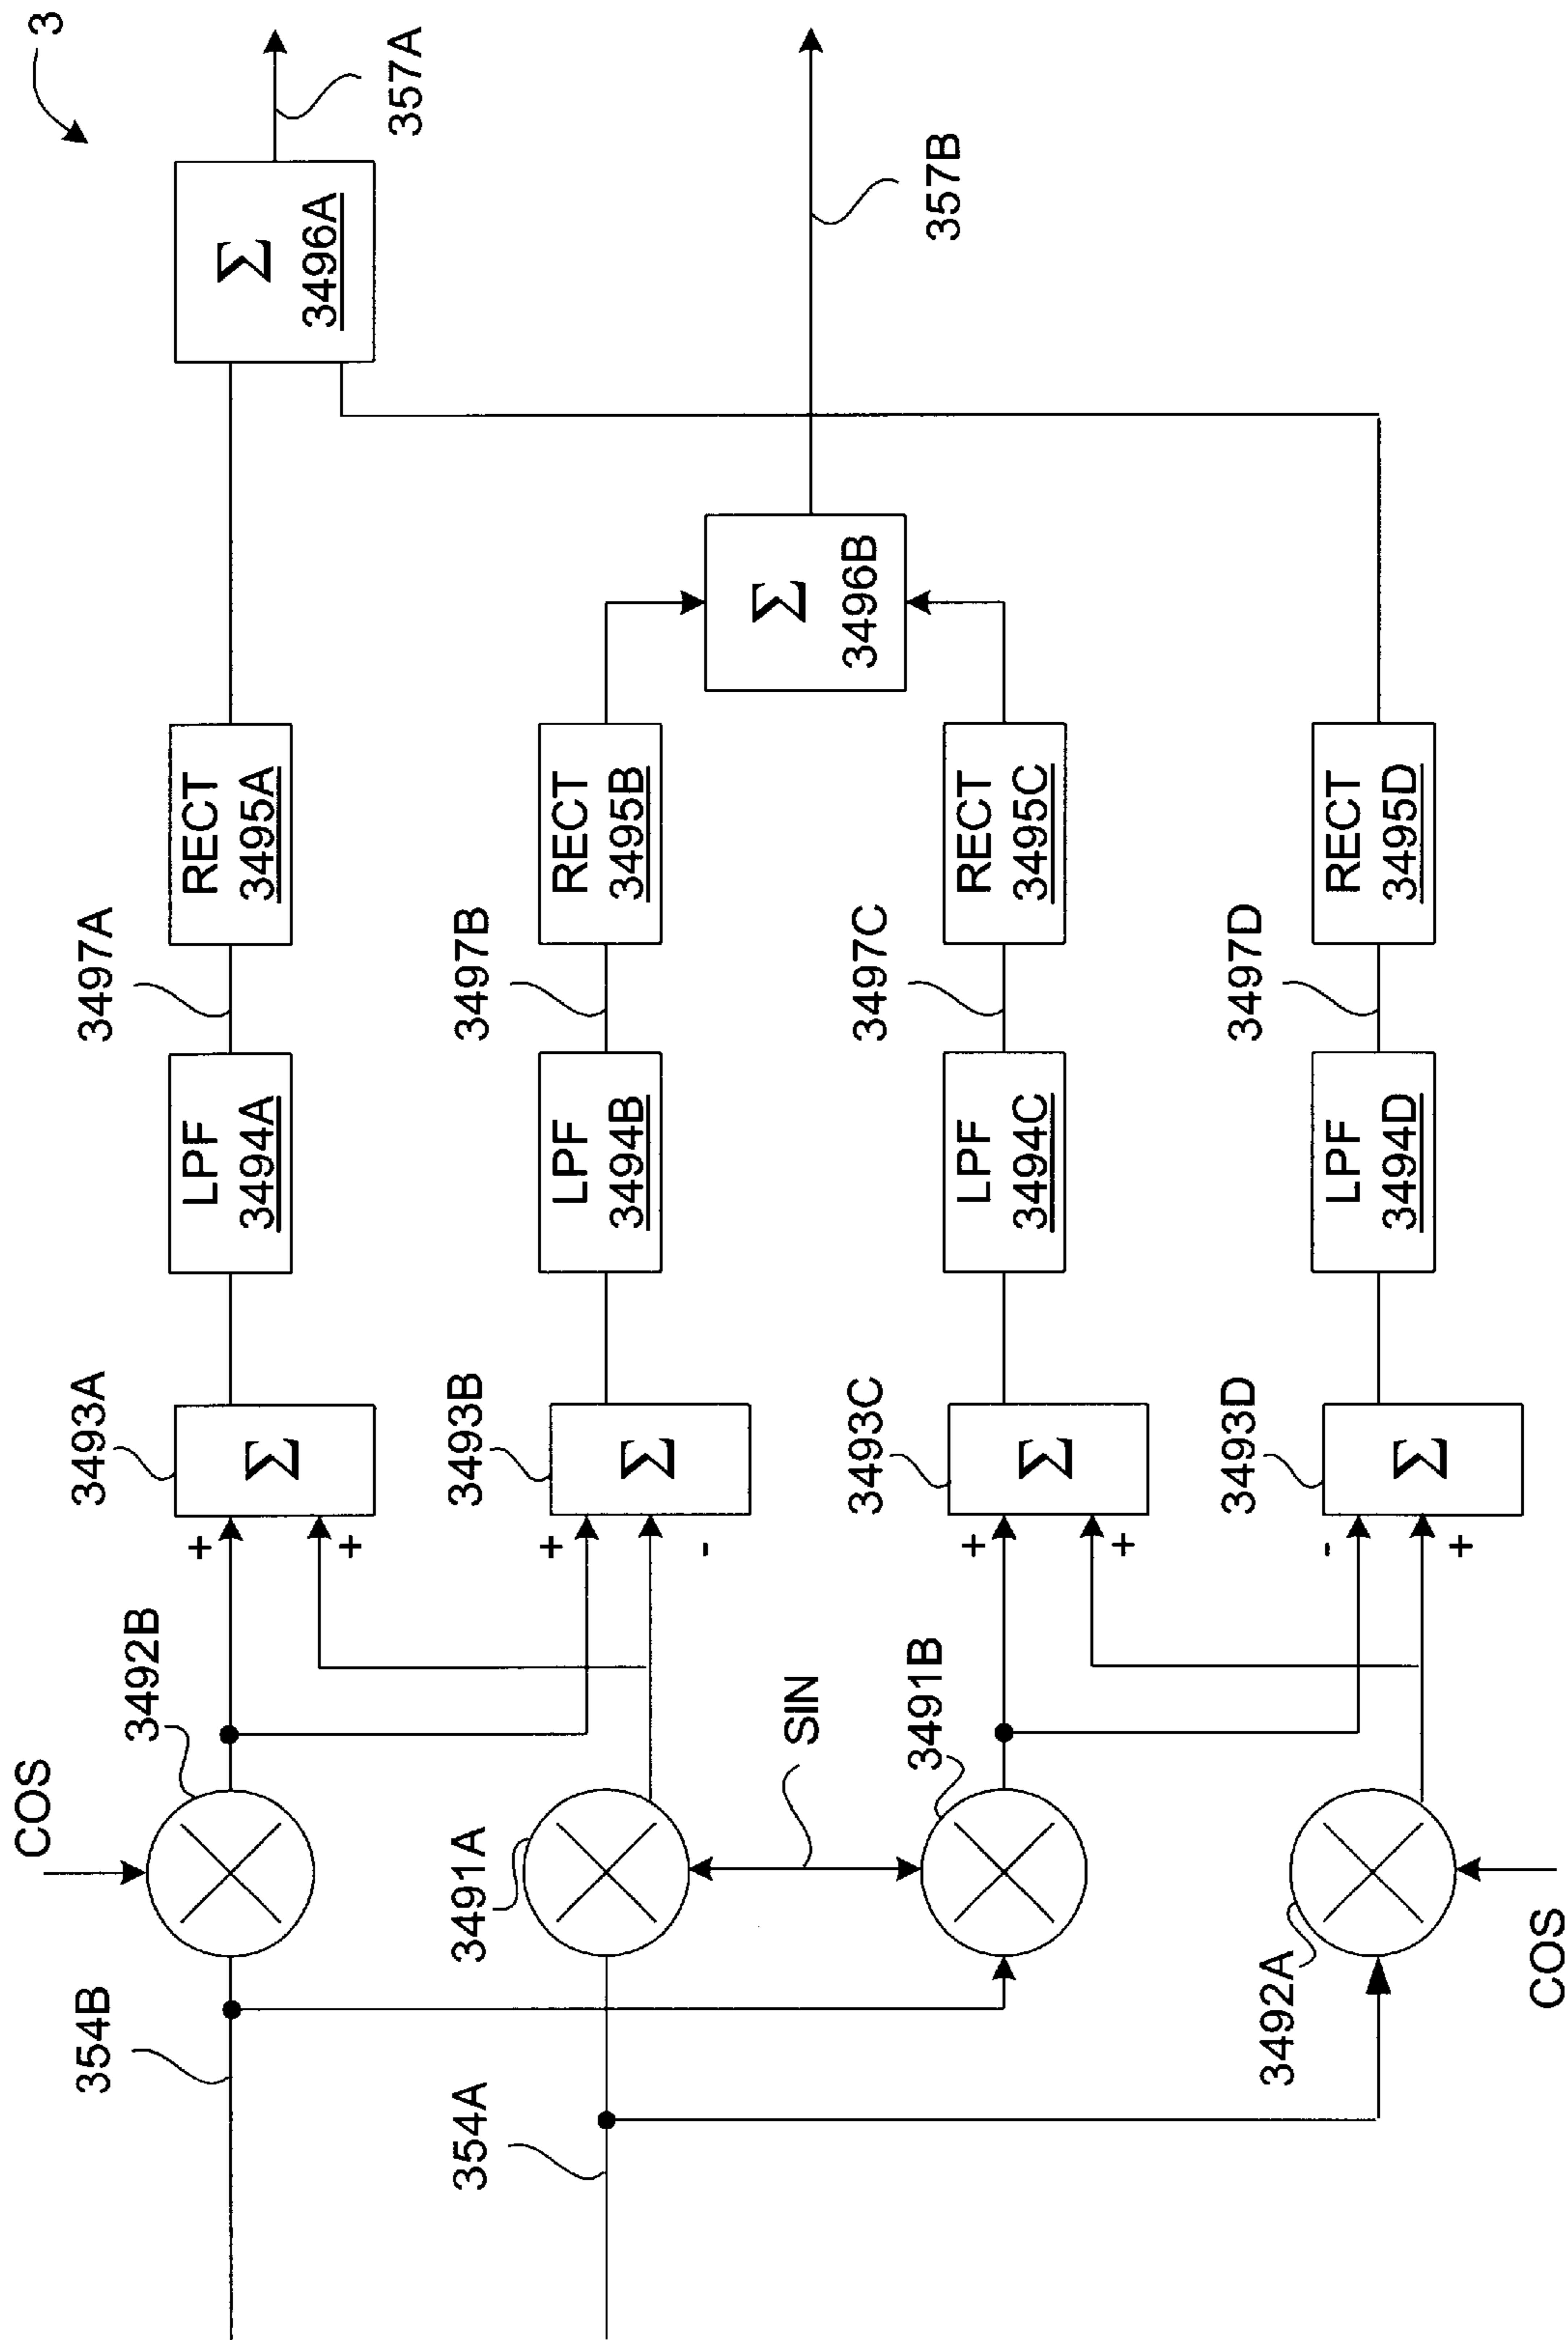 3
COS
354B
3492B
+
+
3493A
Σ
LPF
3494A
3497A
RECT
3495A
Σ
3496A
357A
354A
3491A
+
-
3493B
Σ
LPF
3494B
3497B
RECT
3495B
Σ
3496B
357B
SIN
3491B
+
+
3493C
Σ
LPF
3494C
3497C
RECT
3495C
3492A
COS
-
+
3493D
Σ
LPF
3494D
3497D
RECT
3495D